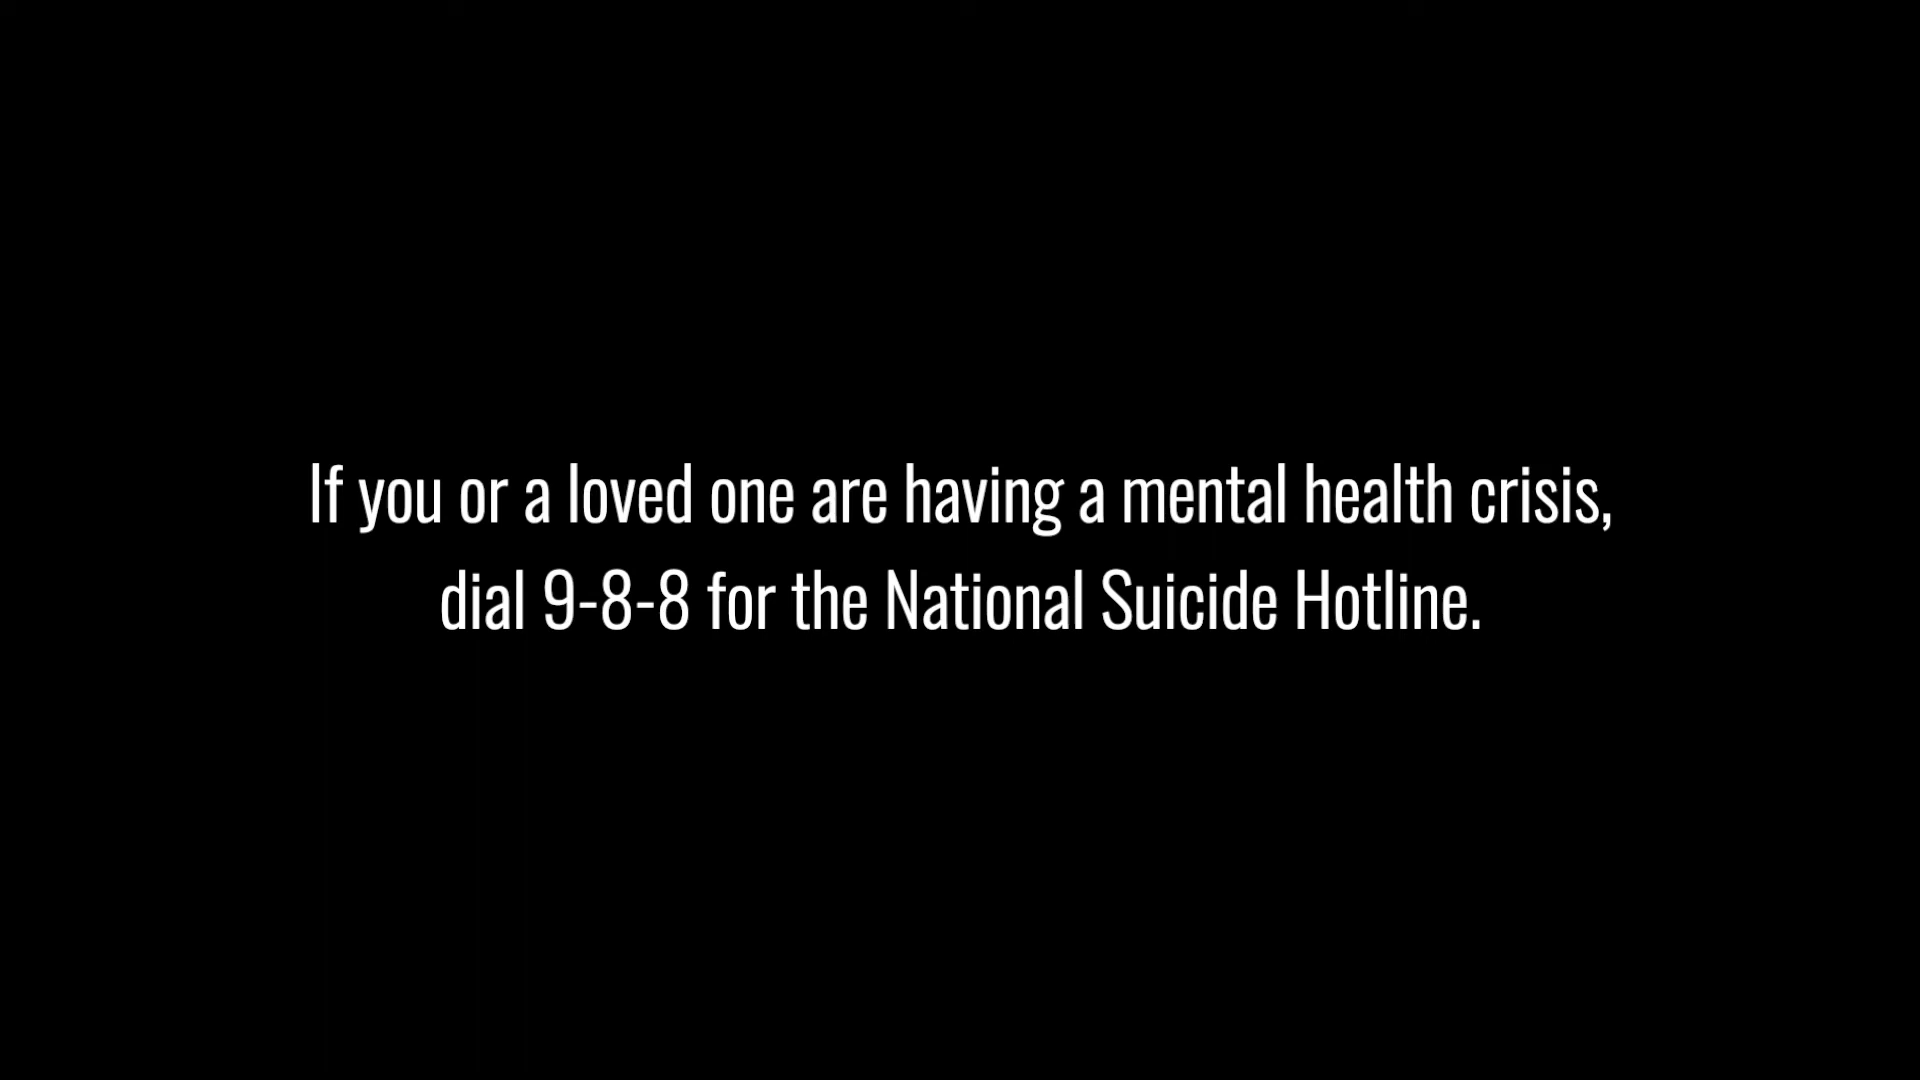 If you or a loved one are having a mental health crisis,
dial 9-8-8 for the National Suicide Hotline.